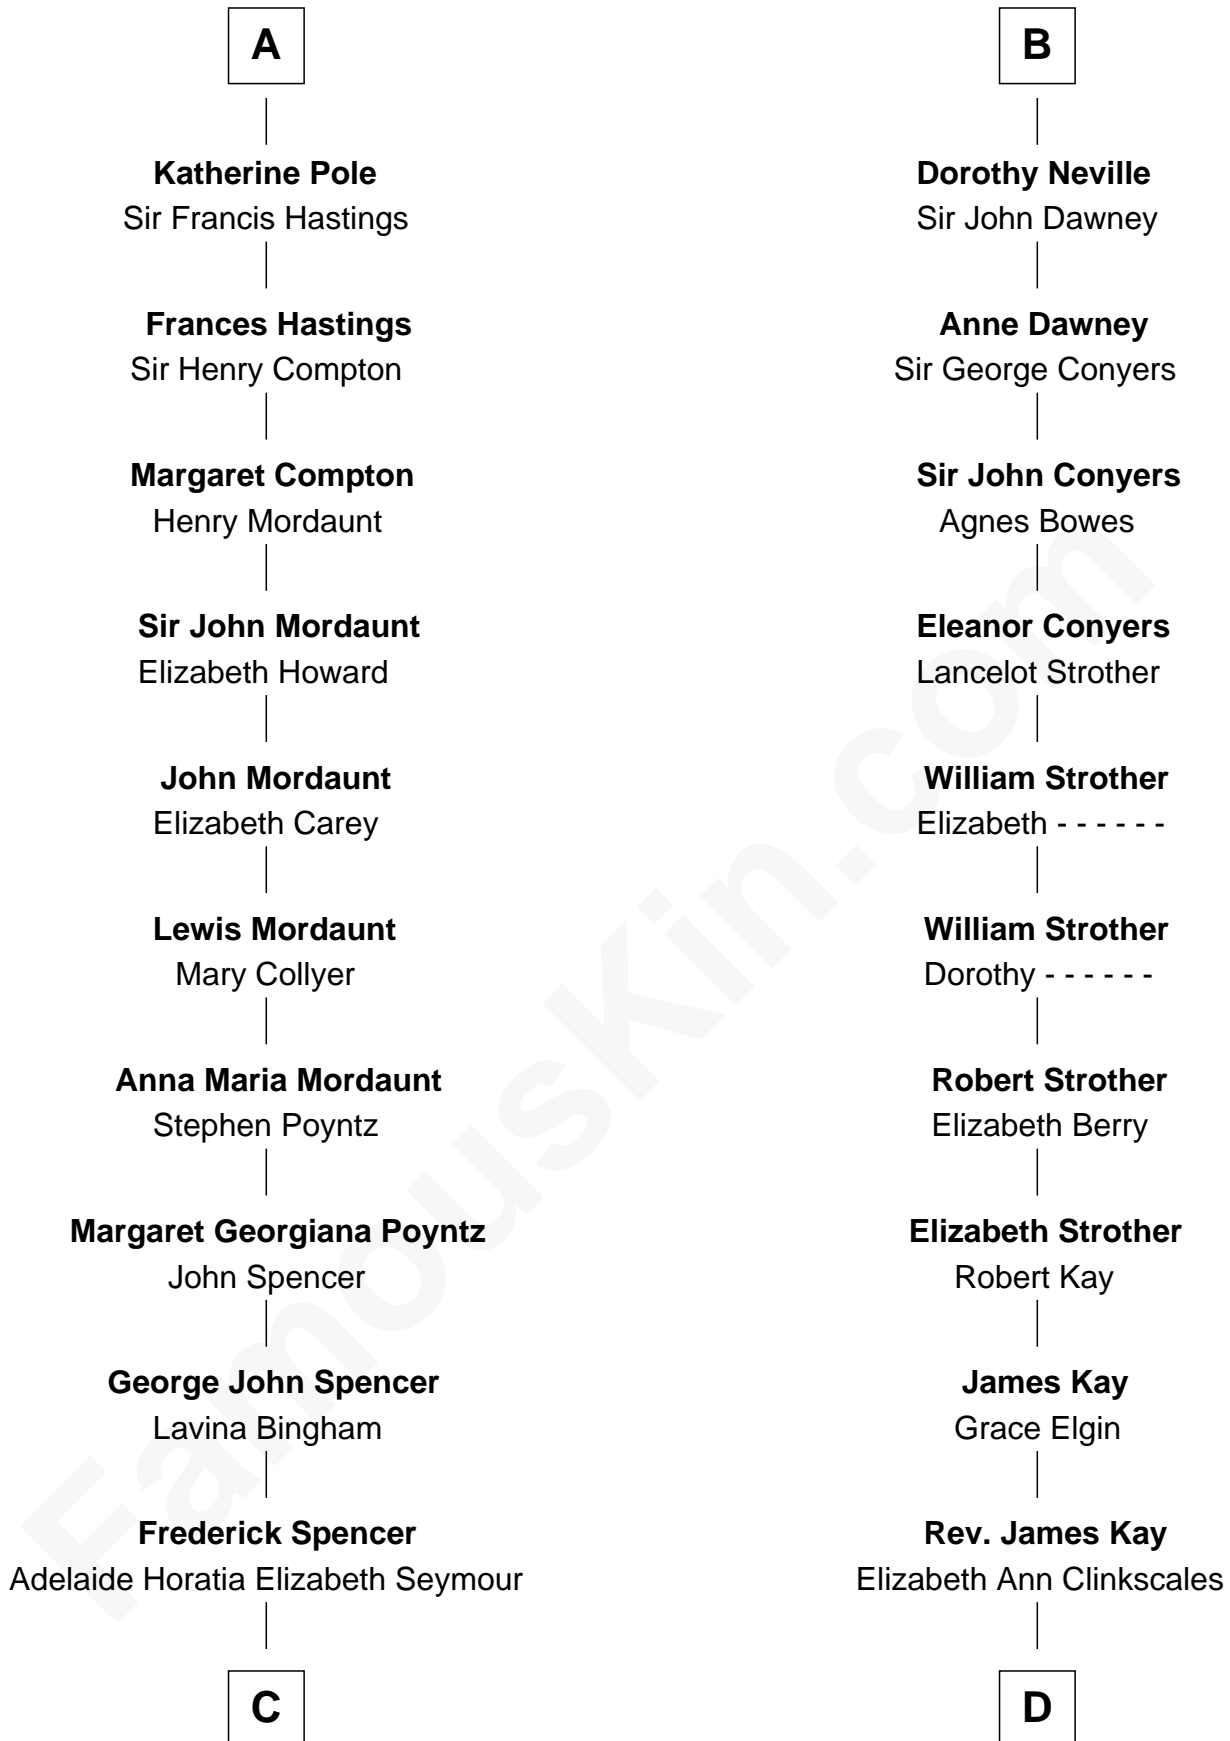 A
Katherine Pole
Sir Francis Hastings
Frances Hastings
Sir Henry Compton
Margaret Compton
Henry Mordaunt
Sir John Mordaunt
Elizabeth Howard
John Mordaunt
Elizabeth Carey
Lewis Mordaunt
Mary Collyer
Anna Maria Mordaunt
Stephen Poyntz
Margaret Georgiana Poyntz
John Spencer
George John Spencer
Lavina Bingham
Frederick Spencer
Adelaide Horatia Elizabeth Seymour
C
B
Dorothy Neville
Sir John Dawney
Anne Dawney
Sir George Conyers
Sir John Conyers
Agnes Bowes
Eleanor Conyers
Lancelot Strother
William Strother
Elizabeth - - - - - -
William Strother
Dorothy - - - - - -
Robert Strother
Elizabeth Berry
Elizabeth Strother
Robert Kay
James Kay
Grace Elgin
Rev. James Kay
Elizabeth Ann Clinkscales
D
FamousKin.com